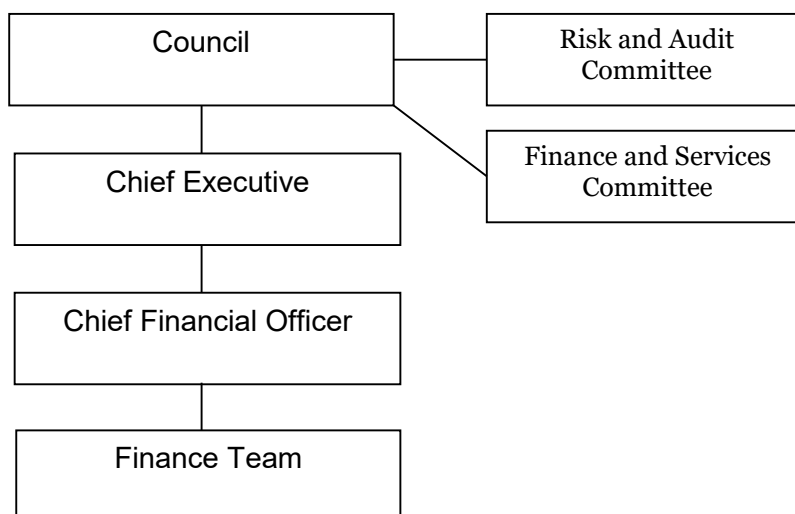 Council
Risk and Audit
Committee
Finance and Services
Committee
Chief Executive
Chief Financial Officer
Finance Team